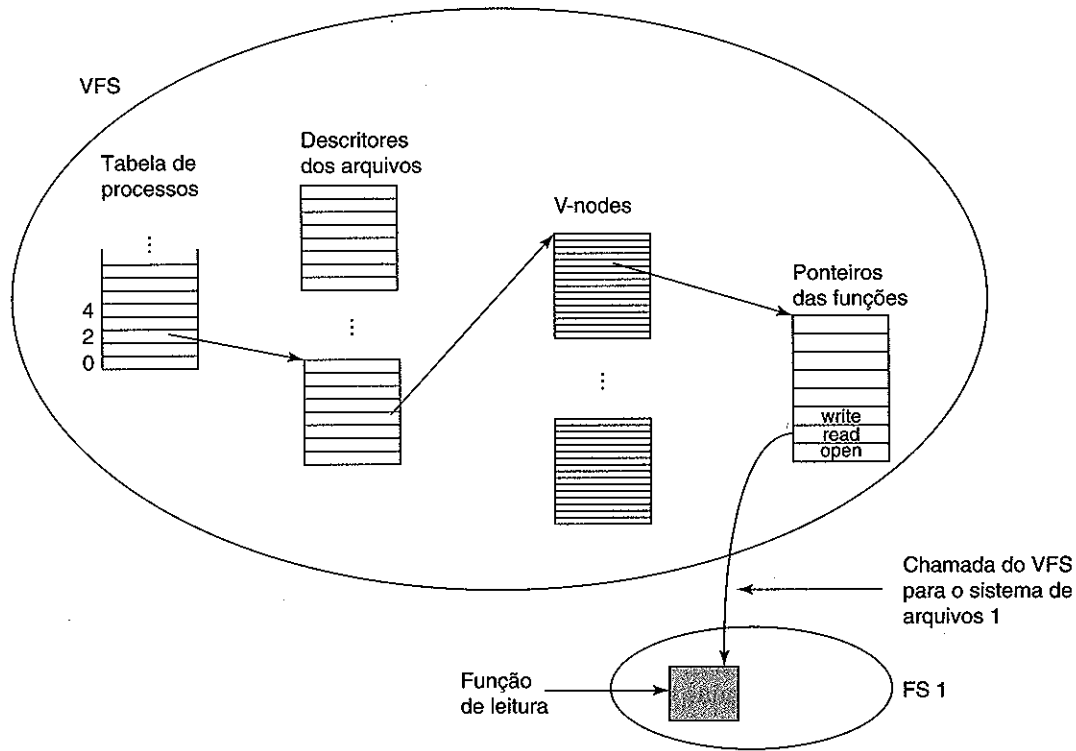 VFS
Tabela de
processos
Descritores
dos arquivos
V-nodes
Ponteiros
das funções
4
2
0
write
read
open
Chamada do VFS
para o sistema de
arquivos 1
Função
de leitura
FS 1